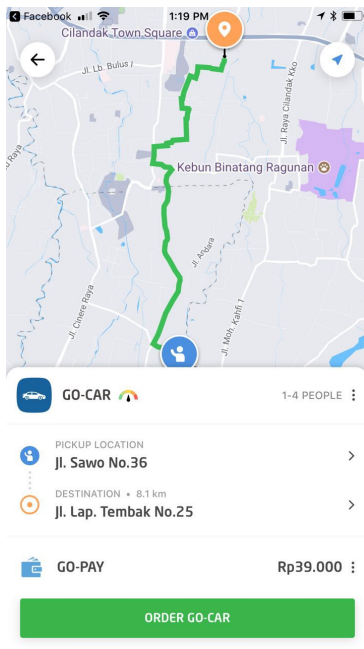 Facebook
1:19 PM
Cilandak Town Square
Jl. Lb. Bulus I
Jl. Raya Cilandak Kko
Raya
Kebun Binatang Ragunan
Jl. Andara
Jl. Cinere Raya
Jl. Moh. Kahfi 1
GO-CAR
1-4 PEOPLE
PICKUP LOCATION
Jl. Sawo No.36
DESTINATION • 8.1 km
Jl. Lap. Tembak No.25
GO-PAY
Rp39.000
ORDER GO-CAR